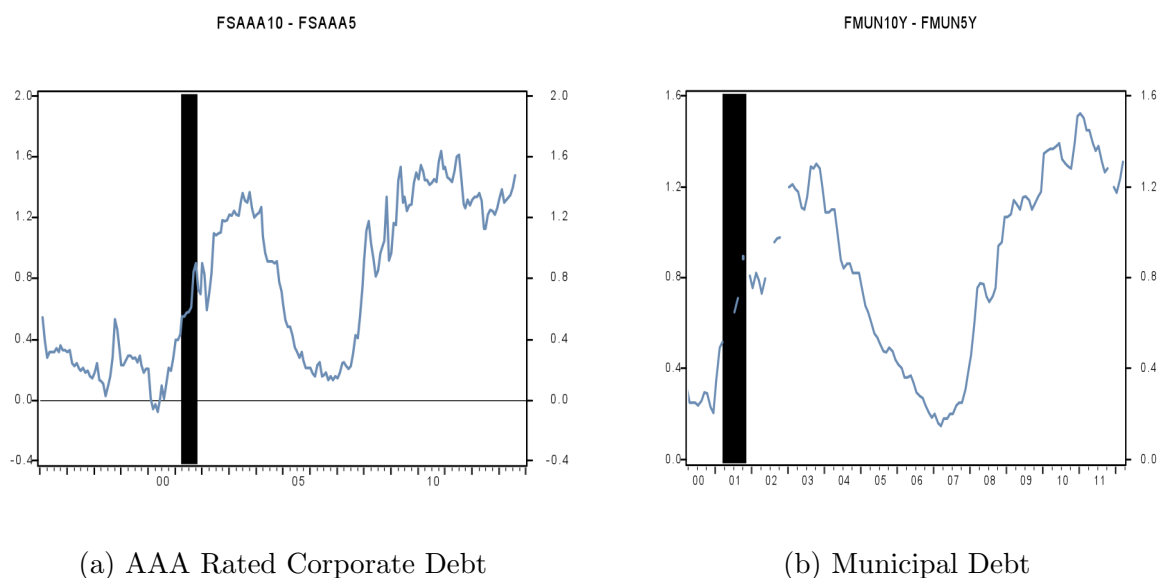 FSAAA10 - FSAAA5
2.0 2.0
1.6 1.6
1.2 1.2
0.8 0.8
0.4 0.4
0.0 0.0
-0.4 -0.4
00 05 10
(a) AAA Rated Corporate Debt
FMUN10Y - FMUN5Y
1.6 1.6
1.2 1.2
0.8 0.8
0.4 0.4
0.0 0.0
00 01 02 03 04 05 06 07 08 09 10 11
(b) Municipal Debt